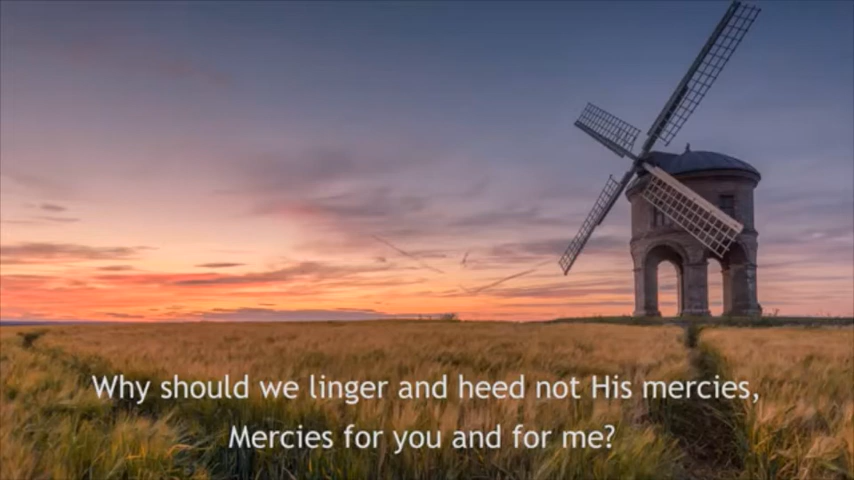 Why should we linger and heed not His mercies,
Mercies for you and for me?